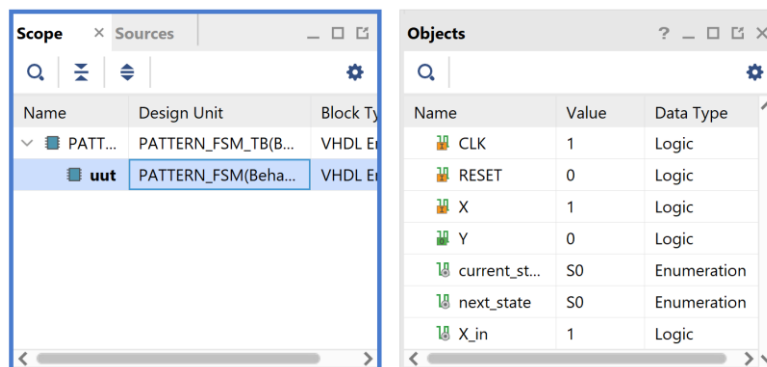 Scope Sources
Name Design Unit Block Ty
PATT... PATTERN_FSM_TB(B... VHDL En
uut PATTERN_FSM(Beha... VHDL En
Objects
Name Value Data Type
CLK 1 Logic
RESET 0 Logic
X 1 Logic
Y 0 Logic
current_st... S0 Enumeration
next_state S0 Enumeration
X_in 1 Logic